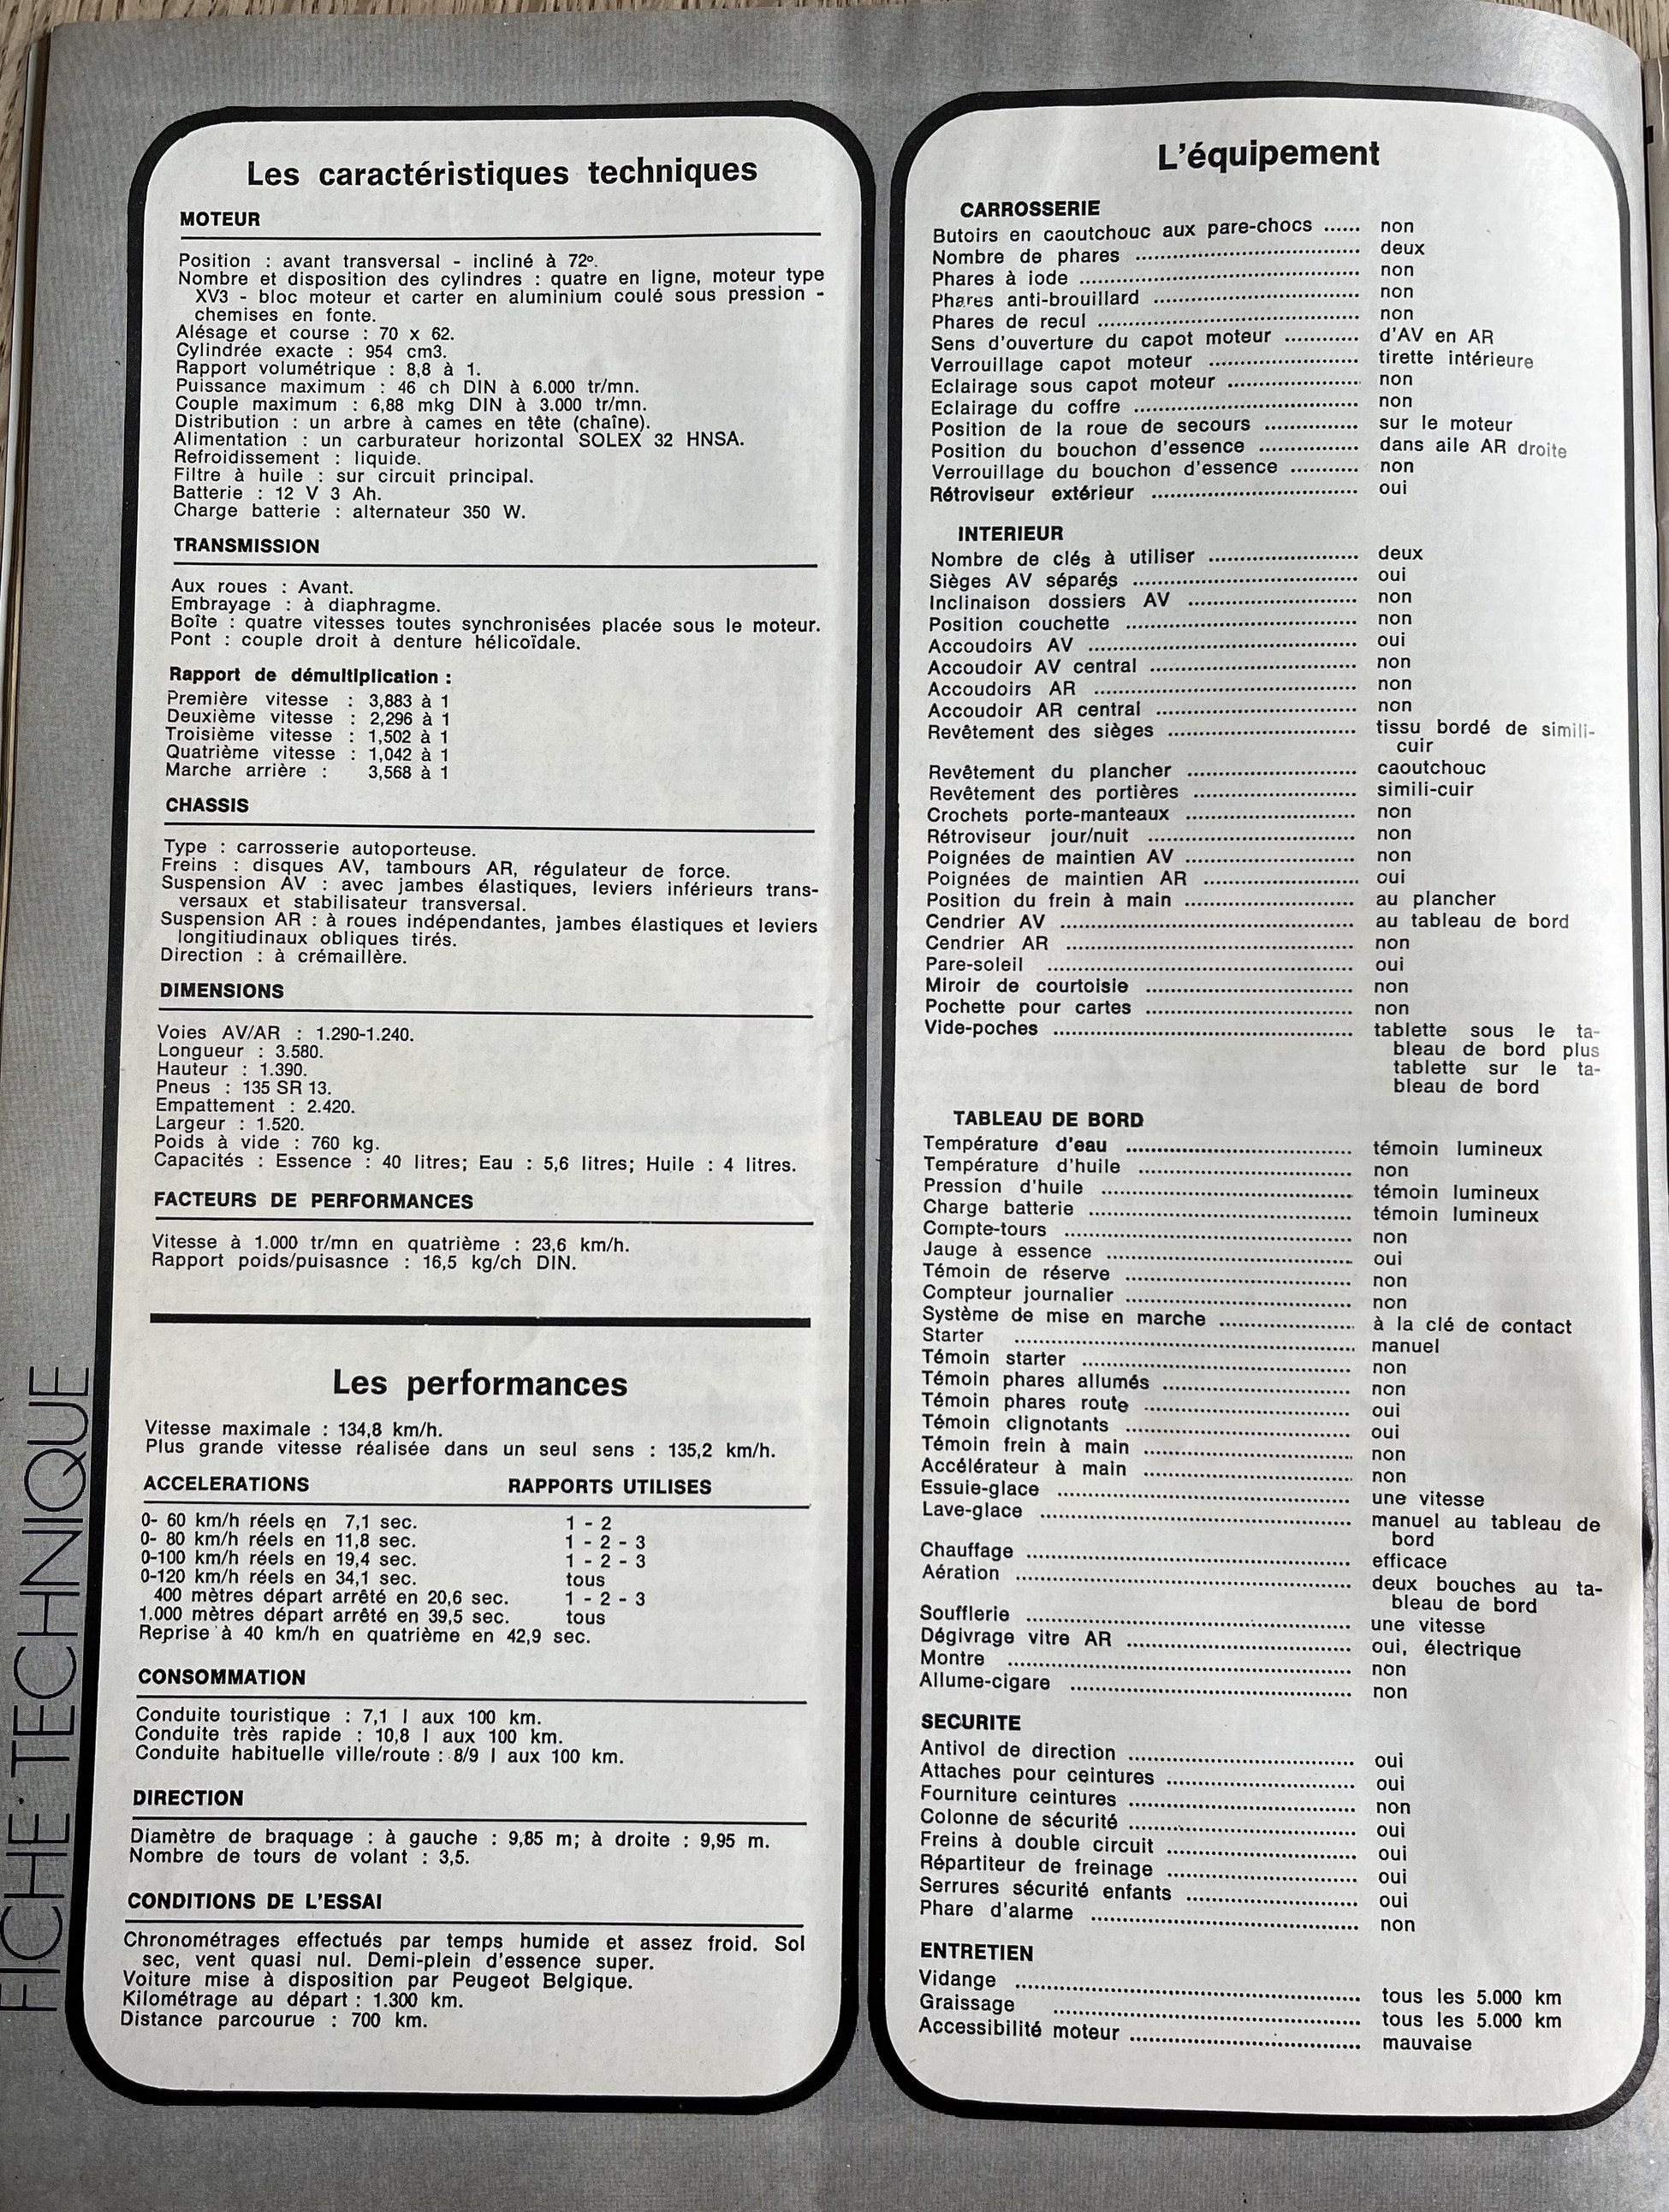 FICHE TECHNIQUE
Les caractéristiques techniques
MOTEUR
Position : avant transversal - incliné à 72°.
Nombre et disposition des cylindres : quatre en ligne, moteur type
XV3 - bloc moteur et carter en aluminium coulé sous pression -
chemises en fonte.
Alésage et course : 70 x 62.
Cylindrée exacte : 954 cm3.
Rapport volumétrique : 8,8 à 1.
Puissance maximum : 46 ch DIN à 6.000 tr/mn.
Couple maximum : 6,88 mkg DIN à 3.000 tr/mn.
Distribution : un arbre à cames en tête (chaîne).
Alimentation : un carburateur horizontal SOLEX 32 HNSA.
Refroidissement : liquide.
Filtre à huile : sur circuit principal.
Batterie : 12 V 3 Ah.
Charge batterie : alternateur 350 W.
TRANSMISSION
Aux roues : Avant.
Embrayage : à diaphragme.
Boîte : quatre vitesses toutes synchronisées placée sous le moteur.
Pont : couple droit à denture hélicoïdale.
Rapport de démultiplication :
Première vitesse : 3,883 à 1
Deuxième vitesse : 2,296 à 1
Troisième vitesse : 1,502 à 1
Quatrième vitesse : 1,042 à 1
Marche arrière : 3,568 à 1
CHASSIS
Type : carrosserie autoporteuse.
Freins : disques AV, tambours AR, régulateur de force.
Suspension AV : avec jambes élastiques, leviers inférieurs trans-
versaux et stabilisateur transversal.
Suspension AR : à roues indépendantes, jambes élastiques et leviers
longitiudinaux obliques tirés.
Direction : à crémaillère.
DIMENSIONS
Voies AV/AR : 1.290-1.240.
Longueur : 3.580.
Hauteur : 1.390.
Pneus : 135 SR 13.
Empattement : 2.420.
Largeur : 1.520.
Poids à vide : 760 kg.
Capacités : Essence : 40 litres; Eau : 5,6 litres; Huile : 4 litres.
FACTEURS DE PERFORMANCES
Vitesse à 1.000 tr/mn en quatrième : 23,6 km/h.
Rapport poids/puisasnce : 16,5 kg/ch DIN.
Les performances
Vitesse maximale : 134,8 km/h.
Plus grande vitesse réalisée dans un seul sens : 135,2 km/h.
ACCELERATIONS RAPPORTS UTILISES
0- 60 km/h réels en 7,1 sec. 1 - 2
0- 80 km/h réels en 11,8 sec. 1 - 2 - 3
0-100 km/h réels en 19,4 sec. 1 - 2 - 3
0-120 km/h réels en 34,1 sec. tous
400 mètres départ arrêté en 20,6 sec. 1 - 2 - 3
1.000 mètres départ arrêté en 39,5 sec. tous
Reprise à 40 km/h en quatrième en 42,9 sec.
CONSOMMATION
Conduite touristique : 7,1 l aux 100 km.
Conduite très rapide : 10,8 l aux 100 km.
Conduite habituelle ville/route : 8/9 l aux 100 km.
DIRECTION
Diamètre de braquage : à gauche : 9,85 m; à droite : 9,95 m.
Nombre de tours de volant : 3,5.
CONDITIONS DE L'ESSAI
Chronométrages effectués par temps humide et assez froid. Sol
sec, vent quasi nul. Demi-plein d'essence super.
Voiture mise à disposition par Peugeot Belgique.
Kilométrage au départ : 1.300 km.
Distance parcourue : 700 km.
L'équipement
CARROSSERIE
Butoirs en caoutchouc aux pare-chocs ...... non
Nombre de phares ...... deux
Phares à iode ...... non
Phares anti-brouillard ...... non
Phares de recul ...... non
Sens d'ouverture du capot moteur ...... d'AV en AR
Verrouillage capot moteur ...... tirette intérieure
Eclairage sous capot moteur ...... non
Eclairage du coffre ...... non
Position de la roue de secours ...... sur le moteur
Position du bouchon d'essence ...... dans aile AR droite
Verrouillage du bouchon d'essence ...... non
Rétroviseur extérieur ...... oui
INTERIEUR
Nombre de clés à utiliser ...... deux
Sièges AV séparés ...... oui
Inclinaison dossiers AV ...... non
Position couchette ...... non
Accoudoirs AV ...... oui
Accoudoir AV central ...... non
Accoudoirs AR ...... non
Accoudoir AR central ...... non
Revêtement des sièges ...... tissu bordé de simili-
cuir
Revêtement du plancher ...... caoutchouc
Revêtement des portières ...... simili-cuir
Crochets porte-manteaux ...... non
Rétroviseur jour/nuit ...... non
Poignées de maintien AV ...... non
Poignées de maintien AR ...... oui
Position du frein à main ...... au plancher
Cendrier AV ...... au tableau de bord
Cendrier AR ...... non
Pare-soleil ...... oui
Miroir de courtoisie ...... non
Pochette pour cartes ...... non
Vide-poches ...... tablette sous le ta-
bleau de bord plus
tablette sur le ta-
bleau de bord
TABLEAU DE BORD
Température d'eau ...... témoin lumineux
Température d'huile ...... non
Pression d'huile ...... témoin lumineux
Charge batterie ...... témoin lumineux
Compte-tours ...... non
Jauge à essence ...... oui
Témoin de réserve ...... non
Compteur journalier ...... non
Système de mise en marche ...... à la clé de contact
Starter ...... manuel
Témoin starter ...... non
Témoin phares allumés ...... non
Témoin phares route ...... oui
Témoin clignotants ...... oui
Témoin frein à main ...... non
Accélérateur à main ...... non
Essuie-glace ...... une vitesse
Lave-glace ...... manuel au tableau de
bord
Chauffage ...... efficace
Aération ...... deux bouches au ta-
bleau de bord
Soufflerie ...... une vitesse
Dégivrage vitre AR ...... oui, électrique
Montre ...... non
Allume-cigare ...... non
SECURITE
Antivol de direction ...... oui
Attaches pour ceintures ...... oui
Fourniture ceintures ...... non
Colonne de sécurité ...... oui
Freins à double circuit ...... oui
Répartiteur de freinage ...... oui
Serrures sécurité enfants ...... oui
Phare d'alarme ...... non
ENTRETIEN
Vidange ...... tous les 5.000 km
Graissage ...... tous les 5.000 km
Accessibilité moteur ...... mauvaise